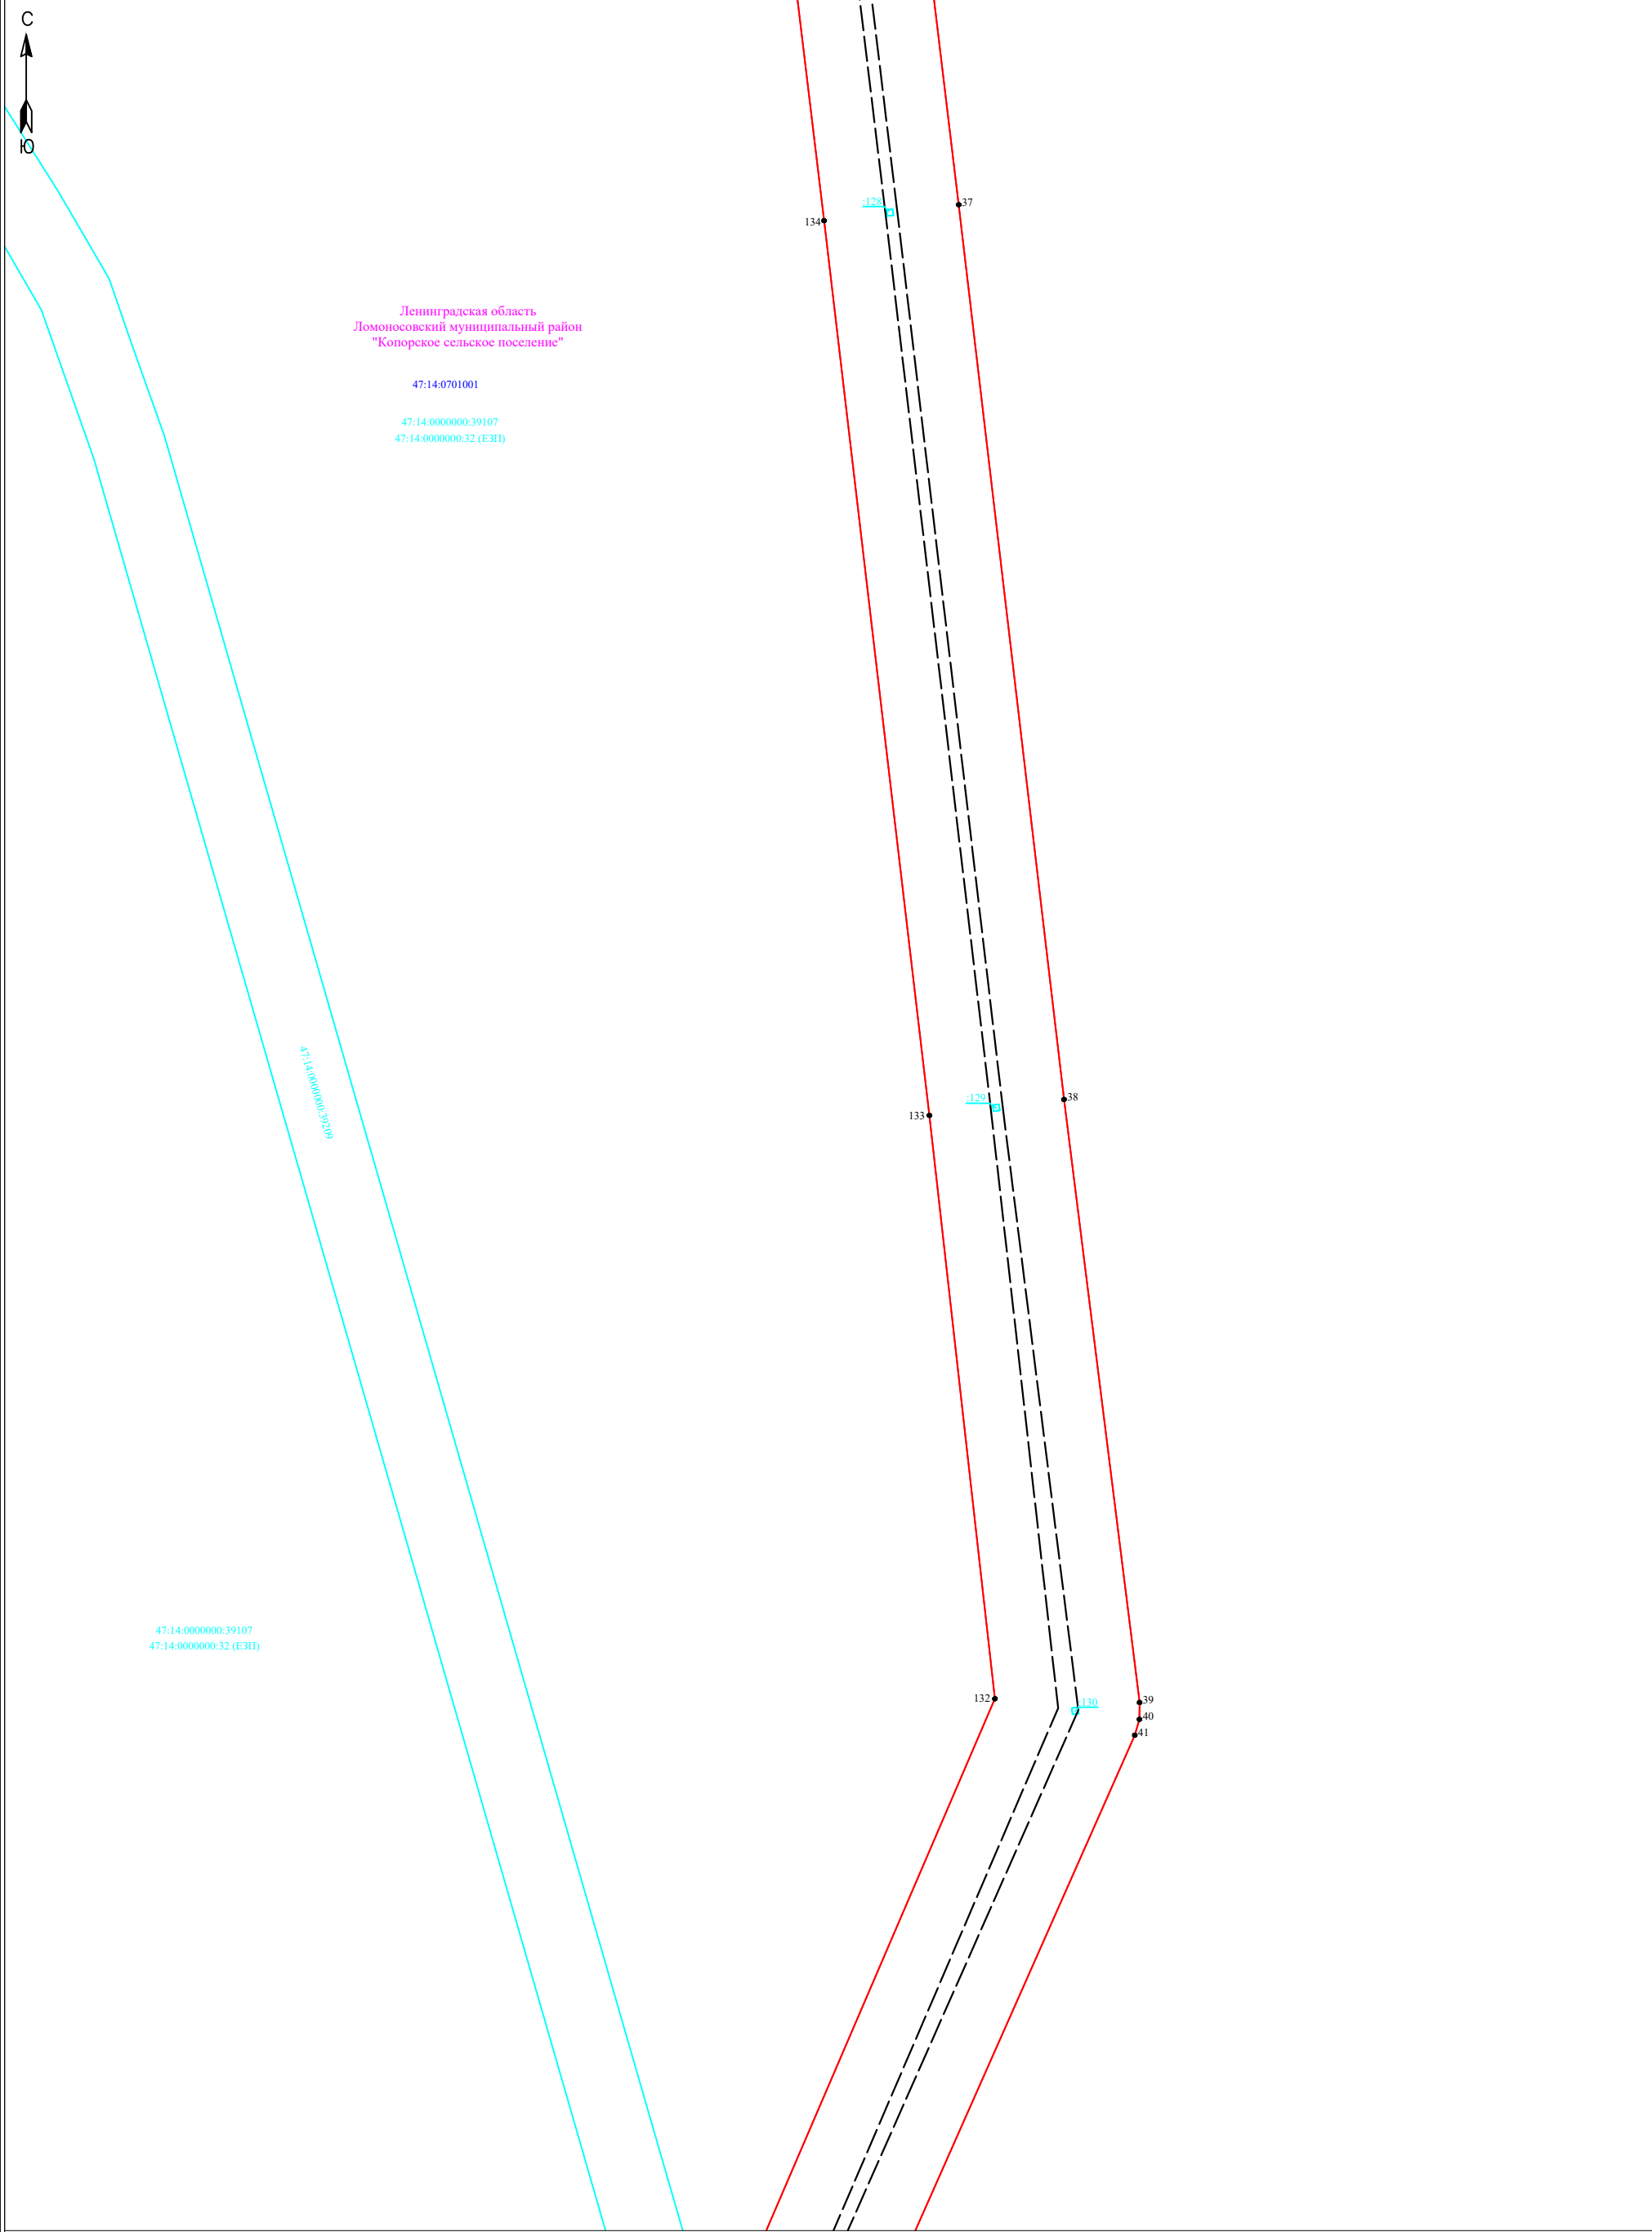 С
Ю
:128
37
134
Ленинградская область
Ломоносовский муниципальный район
"Копорское сельское поселение"
47:14:0701001
47:14:0000000:39107
47:14:0000000:32 (ЕЗП)
47:14:0000000:39209
:129
38
133
47:14:0000000:39107
47:14:0000000:32 (ЕЗП)
132
:130
39
40
41